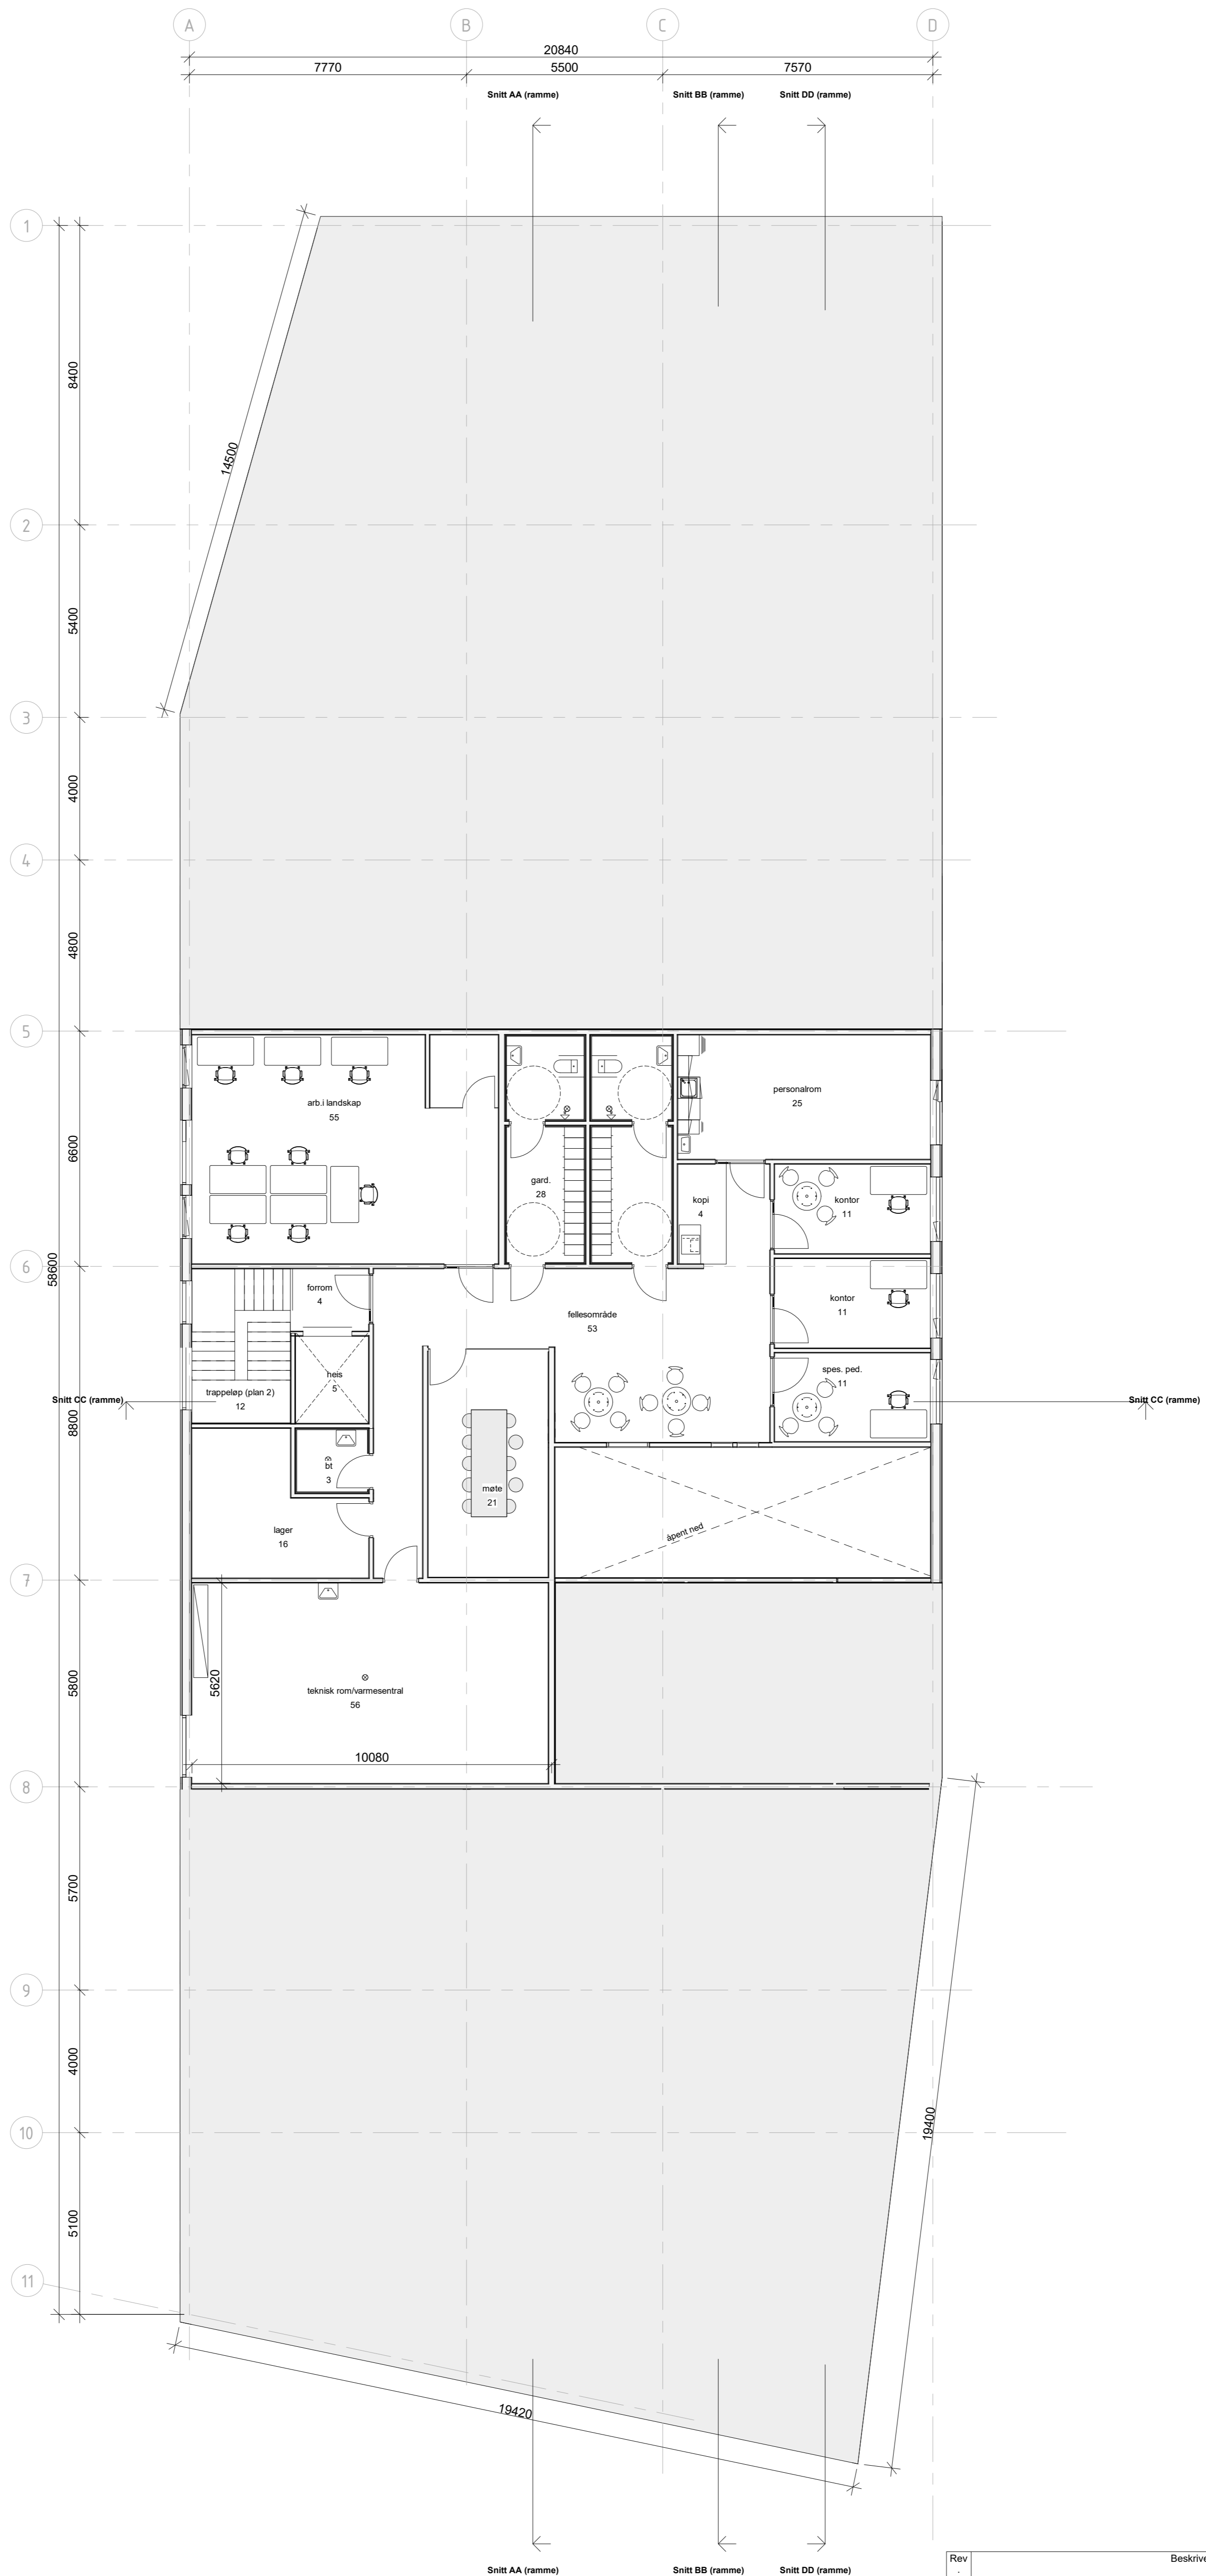 A
B
C
D
20840
7770
5500
7570
Snitt AA (ramme)
Snitt BB (ramme)
Snitt DD (ramme)
1
8400
14500
2
5400
3
4000
4
4800
5
personalrom
25
arb.i landskap
55
6600
gard.
28
kopi
4
kontor
11
6
58600
forrom
4
fellesområde
53
kontor
11
heis
5
spes. ped.
11
trappeløp (plan 2)
12
Snitt CC (ramme)
Snitt CC (ramme)
8800
bt
3
møte
21
lager
16
åpent ned
7
5800
5620
teknisk rom/varmesentral
56
10080
8
5700
9
4000
19400
10
5100
11
19420
Snitt AA (ramme)
Snitt BB (ramme)
Snitt DD (ramme)
Rev
Beskrive
.